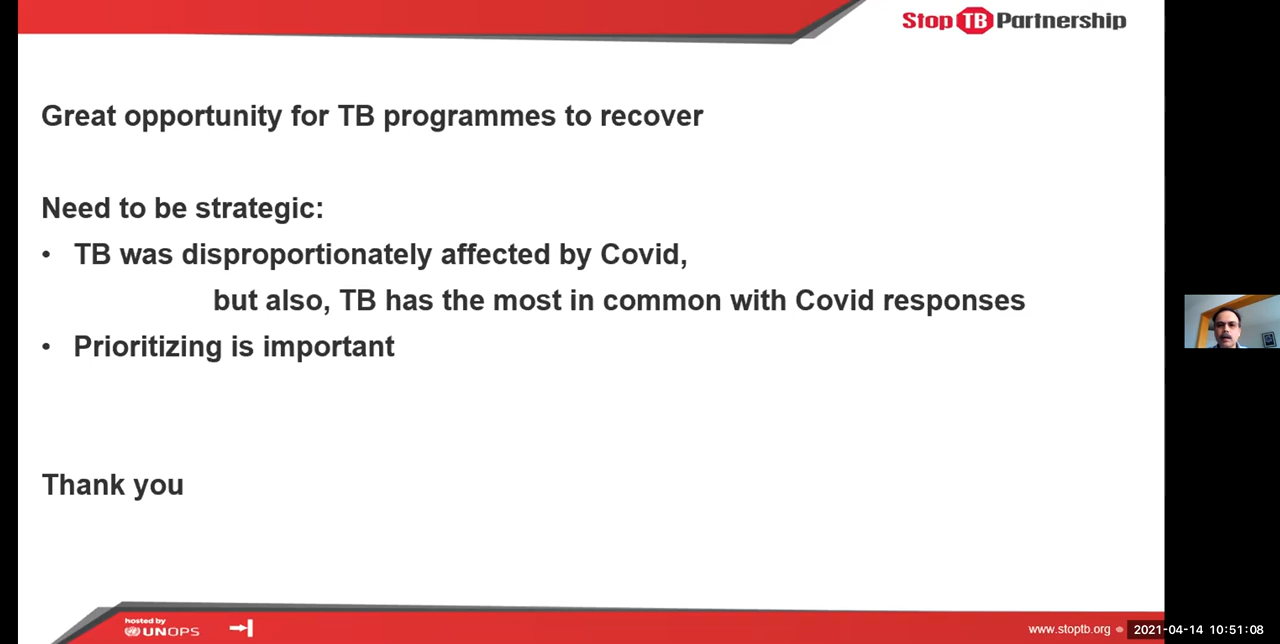 Stop TB Partnership
Great opportunity for TB programmes to recover
Need to be strategic:
• TB was disproportionately affected by Covid,
but also, TB has the most in common with Covid responses
• Prioritizing is important
Thank you
hosted by
UNOPS
www.stoptb.org
2021-04-14 10:51:08